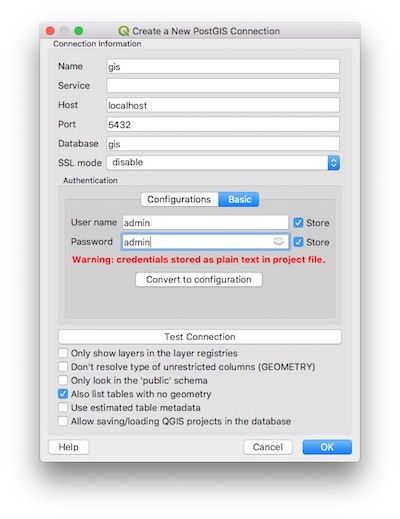 Create a New PostGIS Connection
Connection Information
Name gis
Service
Host localhost
Port 5432
Database gis
SSL mode disable
Authentication
Configurations Basic
User name admin Store
Password admin Store
Warning: credentials stored as plain text in project file.
Convert to configuration
Test Connection
Only show layers in the layer registries
Don't resolve type of unrestricted columns (GEOMETRY)
Only look in the 'public' schema
Also list tables with no geometry
Use estimated table metadata
Allow saving/loading QGIS projects in the database
Help Cancel OK